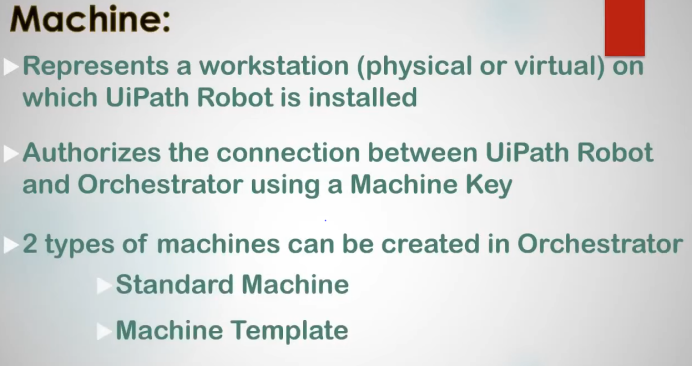 Machine:
Represents a workstation (physical or virtual) on
which UiPath Robot is installed
Authorizes the connection between UiPath Robot
and Orchestrator using a Machine Key
2 types of machines can be created in Orchestrator
Standard Machine
Machine Template